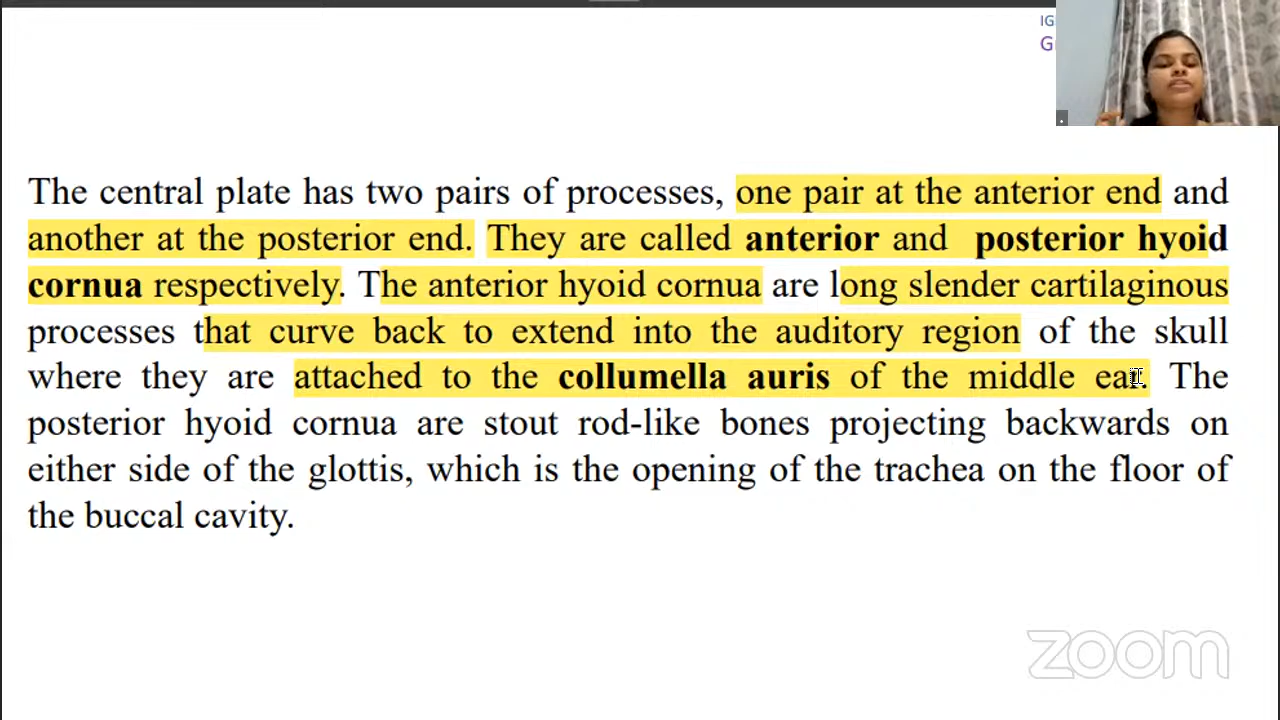 IG
G
The central plate has two pairs of processes, one pair at the anterior end and
another at the posterior end. They are called anterior and posterior hyoid
cornua respectively. The anterior hyoid cornua are long slender cartilaginous
processes that curve back to extend into the auditory region of the skull
where they are attached to the collumella auris of the middle ear. The
posterior hyoid cornua are stout rod-like bones projecting backwards on
either side of the glottis, which is the opening of the trachea on the floor of
the buccal cavity.
zoom